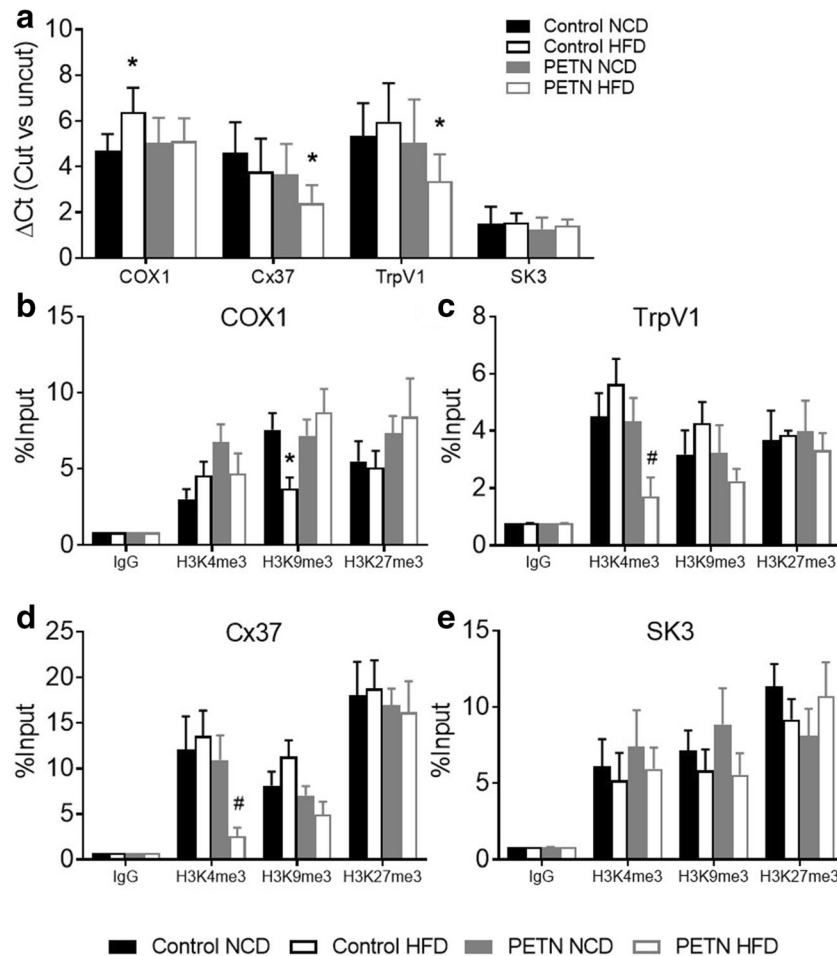 a
Control NCD
Control HFD
PETN NCD
PETN HFD
ΔCt (Cut vs uncut)
10
8
6
4
2
0
*
*
*
COX1
Cx37
TrpV1
SK3
b
COX1
%Input
15
10
5
0
*
IgG
H3K4me3
H3K9me3
H3K27me3
c
TrpV1
%Input
8
6
4
2
0
#
IgG
H3K4me3
H3K9me3
H3K27me3
d
Cx37
%Input
25
20
15
10
5
0
#
IgG
H3K4me3
H3K9me3
H3K27me3
e
SK3
%Input
15
10
5
0
IgG
H3K4me3
H3K9me3
H3K27me3
Control NCD Control HFD PETN NCD PETN HFD